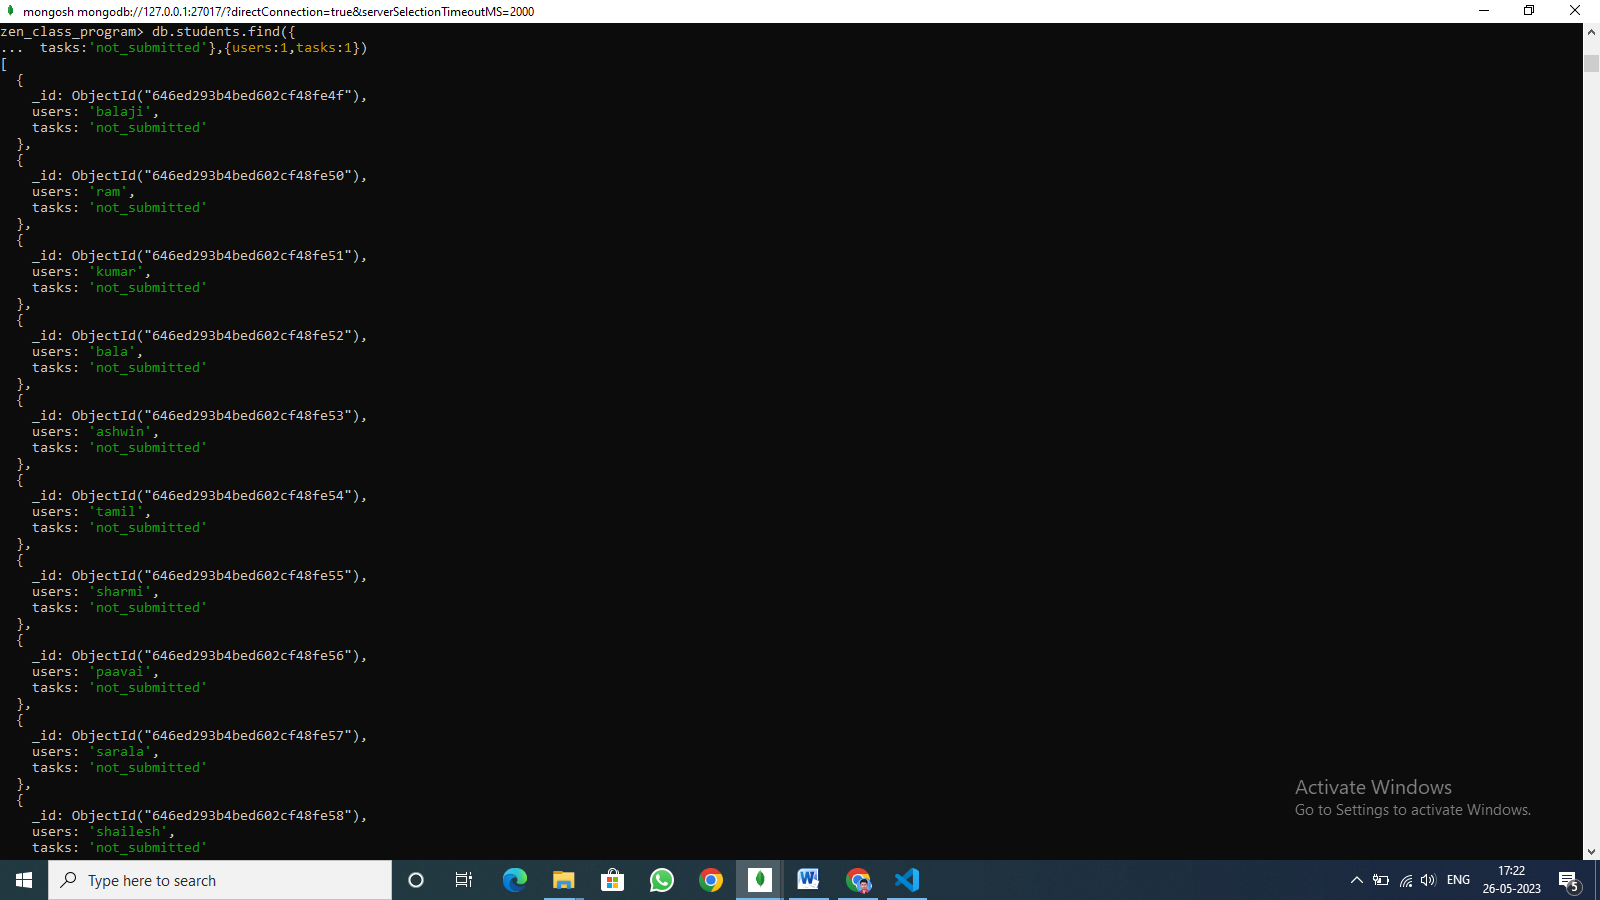 mongosh mongodb://127.0.0.1:27017/?directConnection=true&serverSelectionTimeoutMS=2000
zen_class_program> db.students.find({
...  tasks:'not_submitted'},{users:1,tasks:1})
[
  {
    _id: ObjectId("646ed293b4bed602cf48fe4f"),
    users: 'balaji',
    tasks: 'not_submitted'
  },
  {
    _id: ObjectId("646ed293b4bed602cf48fe50"),
    users: 'ram',
    tasks: 'not_submitted'
  },
  {
    _id: ObjectId("646ed293b4bed602cf48fe51"),
    users: 'kumar',
    tasks: 'not_submitted'
  },
  {
    _id: ObjectId("646ed293b4bed602cf48fe52"),
    users: 'bala',
    tasks: 'not_submitted'
  },
  {
    _id: ObjectId("646ed293b4bed602cf48fe53"),
    users: 'ashwin',
    tasks: 'not_submitted'
  },
  {
    _id: ObjectId("646ed293b4bed602cf48fe54"),
    users: 'tamil',
    tasks: 'not_submitted'
  },
  {
    _id: ObjectId("646ed293b4bed602cf48fe55"),
    users: 'sharmi',
    tasks: 'not_submitted'
  },
  {
    _id: ObjectId("646ed293b4bed602cf48fe56"),
    users: 'paavai',
    tasks: 'not_submitted'
  },
  {
    _id: ObjectId("646ed293b4bed602cf48fe57"),
    users: 'sarala',
    tasks: 'not_submitted'
  },
  {
    _id: ObjectId("646ed293b4bed602cf48fe58"),
    users: 'shailesh',
    tasks: 'not_submitted'
Activate Windows
Go to Settings to activate Windows.
Type here to search
W
ENG
17:22
26-05-2023
5